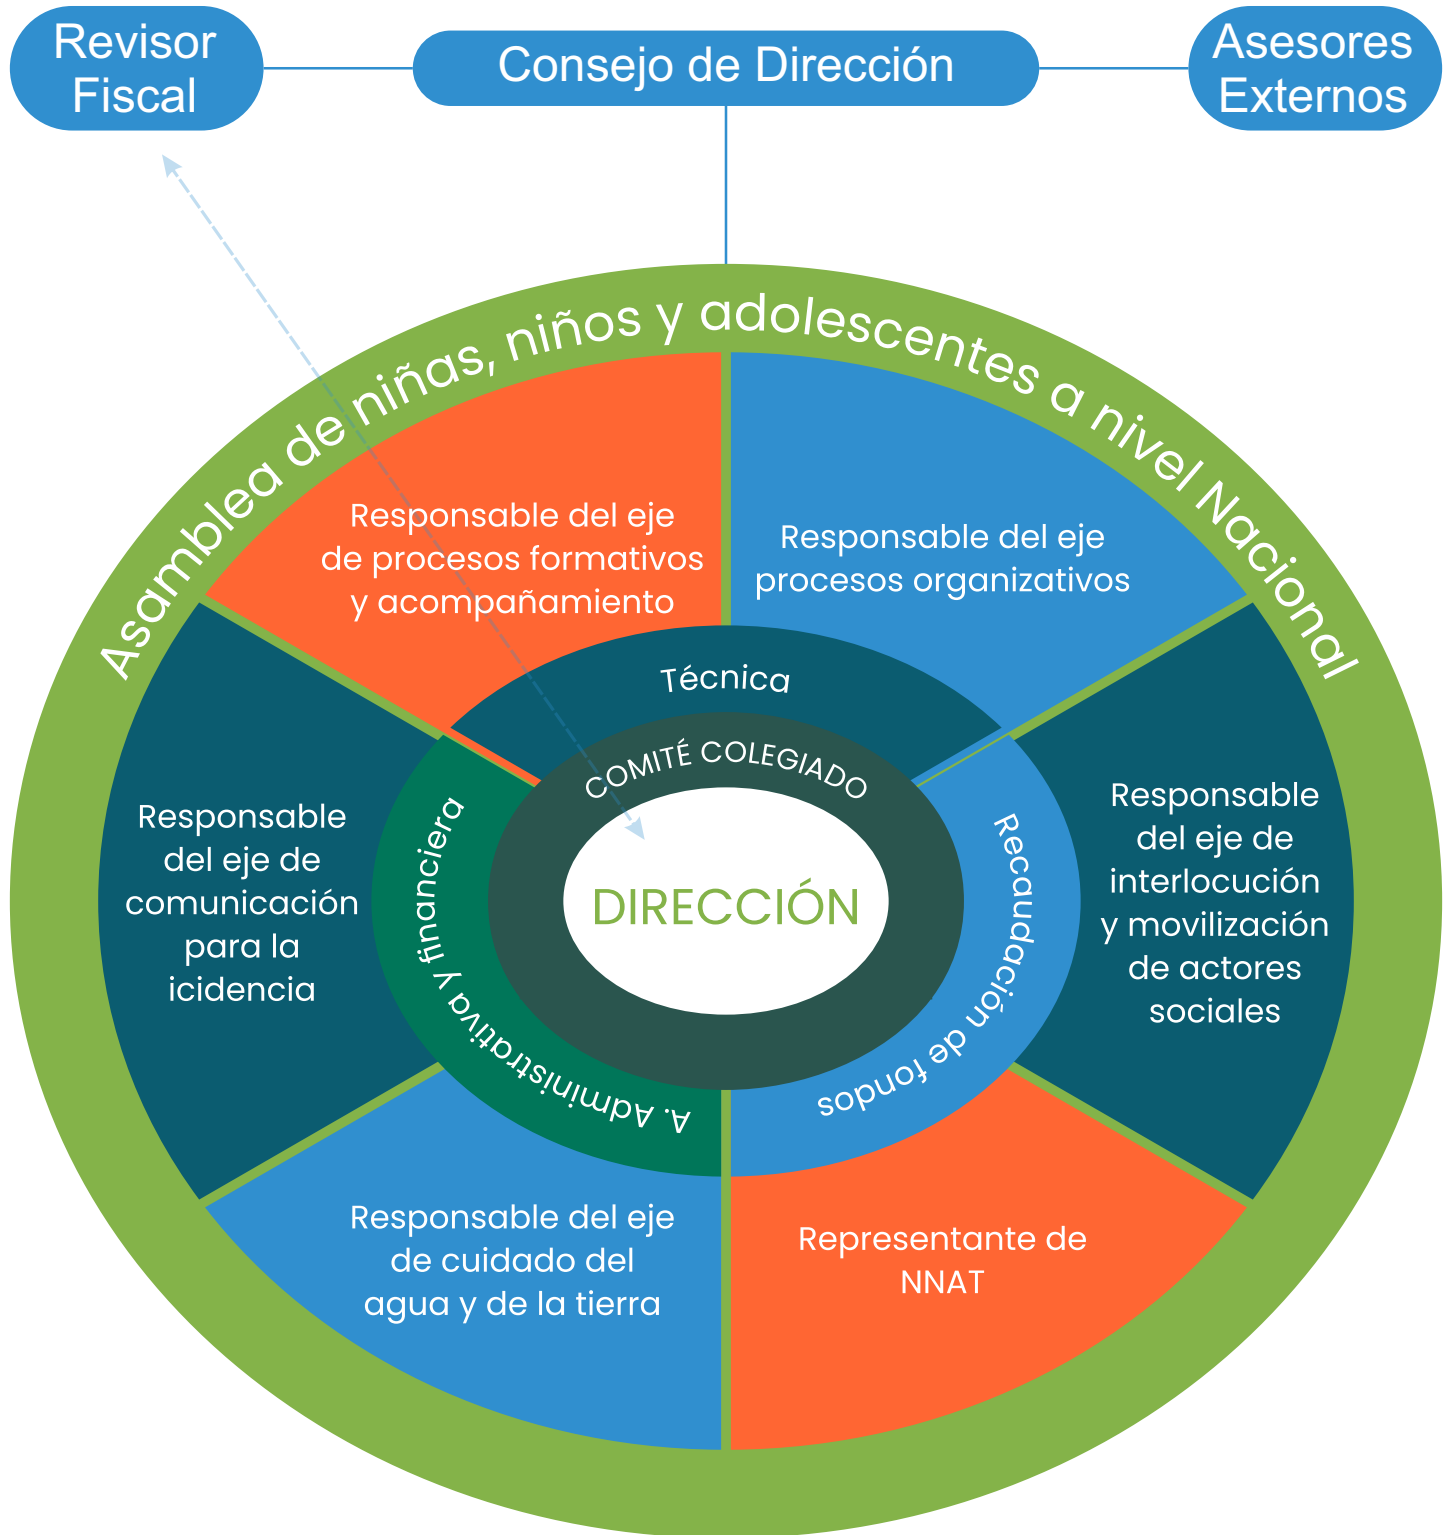 Revisor
Fiscal
Consejo de Dirección
Asesores
Externos
Asamblea de niñas, niños y adolescentes a nivel Nacional
Responsable del eje
de procesos formativos
y acompañamiento
Responsable del eje
procesos organizativos
Técnica
COMITÉ COLEGIADO
DIRECCIÓN
A. Administrativa y financiera
Recaudación de fondos
Responsable
del eje de
comunicación
para la
icidencia
Responsable
del eje de
interlocución
y movilización
de actores
sociales
Responsable del eje
de cuidado del
agua y de la tierra
Representante de
NNAT